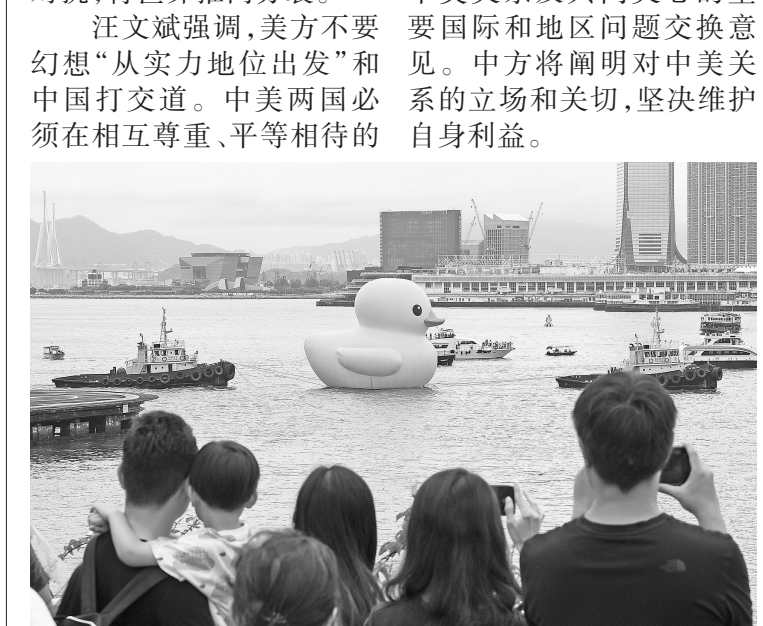 汪文斌强调,美方不要
幻想“从实力地位出发”和
中国打交道。中美两国必
须在相互尊重、平等相待的
要国际和地区问题交换意
见。中方将阐明对中美关
系的立场和关切,坚决维护
自身利益。